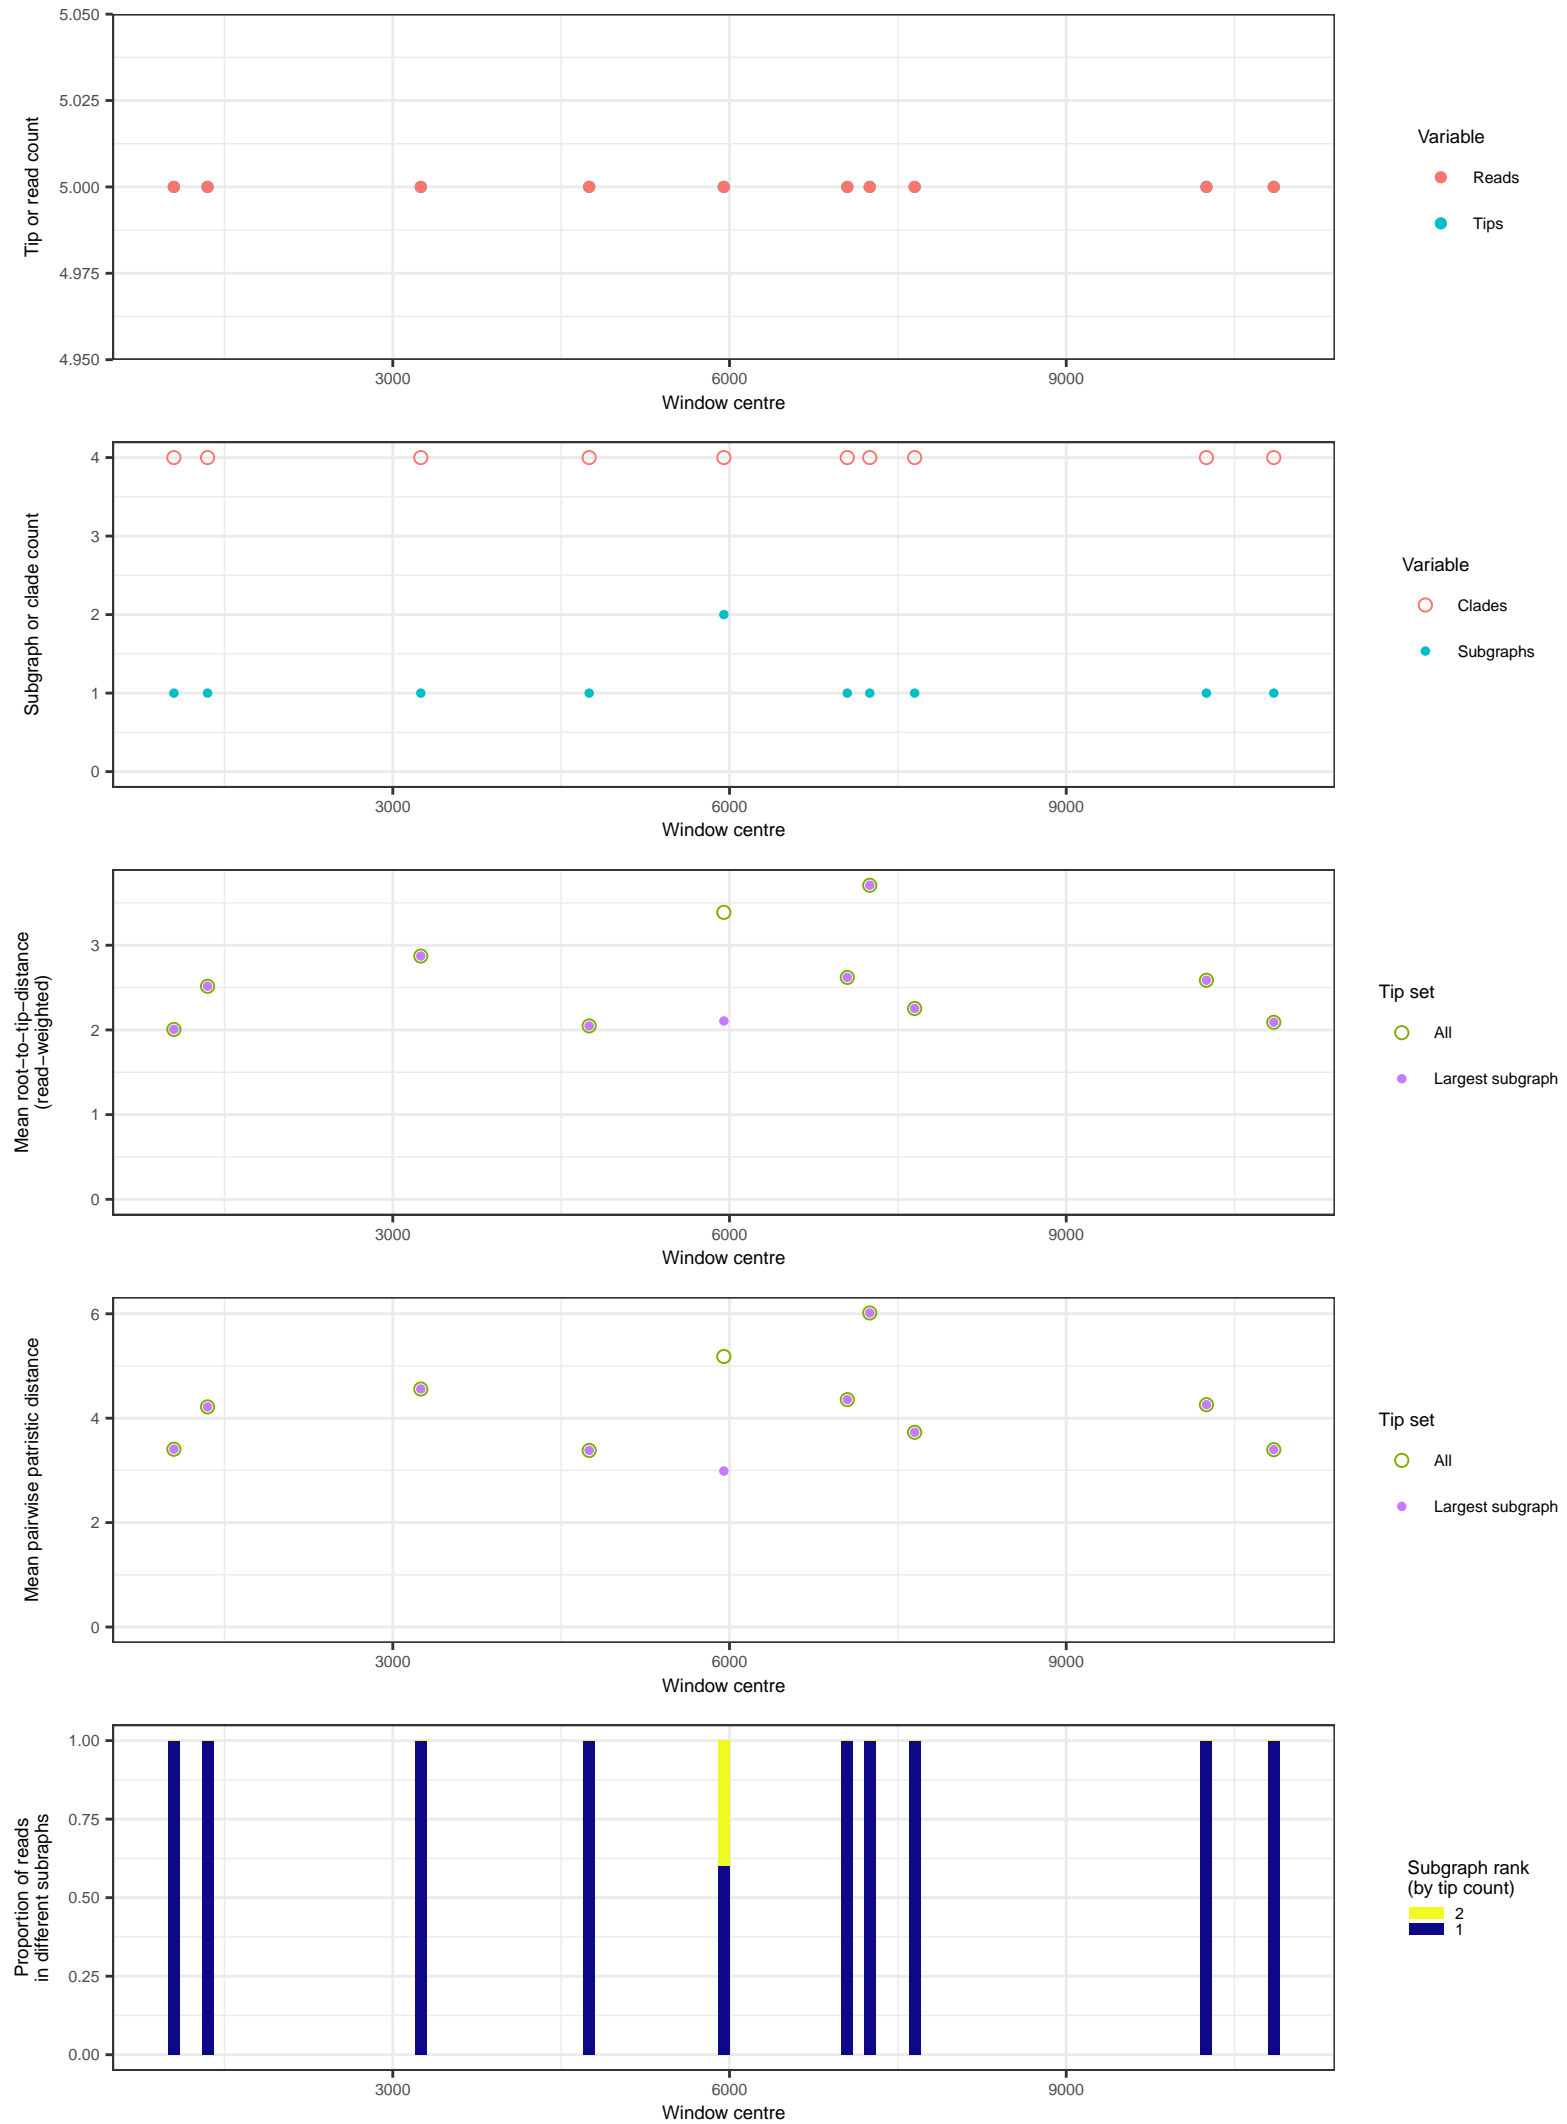 5.050
5.025
5.000
4.975
4.950
Tip or read count
3000 6000 9000
Window centre
Variable
Reads
Tips
4
3
2
1
0
Subgraph or clade count
3000 6000 9000
Window centre
Variable
Clades
Subgraphs
3
2
1
0
Mean root−to−tip−distance
(read−weighted)
3000 6000 9000
Window centre
Tip set
All
Largest subgraph
6
4
2
0
Mean pairwise patristic distance
3000 6000 9000
Window centre
Tip set
All
Largest subgraph
1.00
0.75
0.50
0.25
0.00
Proportion of reads
in different subraphs
3000 6000 9000
Window centre
Subgraph rank
(by tip count)
2
1